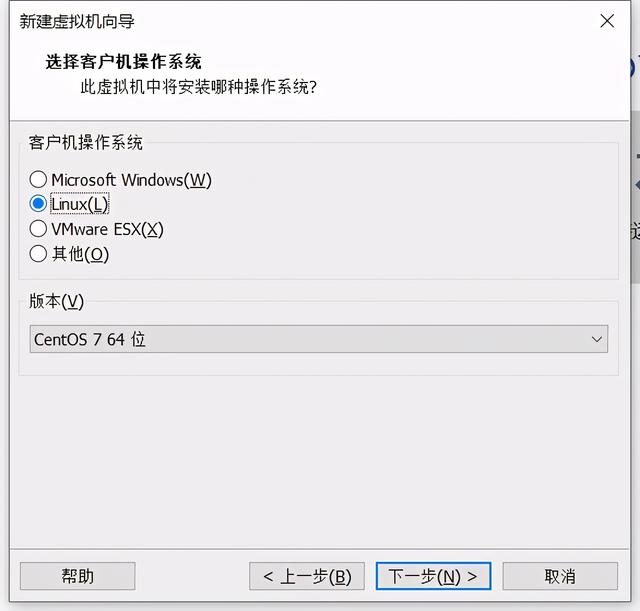 新建虚拟机向导
选择客户机操作系统
此虚拟机中将安装哪种操作系统?
客户机操作系统
Microsoft Windows(W)
Linux(L)
VMware ESX(X)
其他(O)
版本(V)
CentOS 7 64 位
帮助
< 上一步(B)
下一步(N) >
取消